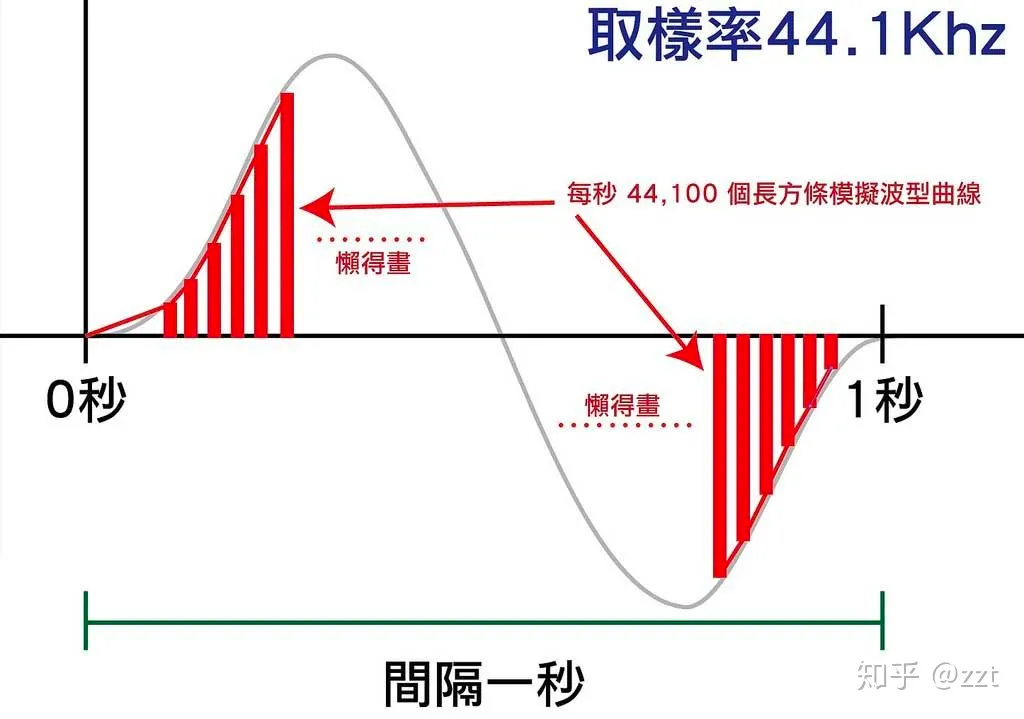 取樣率44.1Khz
每秒 44,100 個長方條模擬波型曲線
懶得畫
懶得畫
0秒
1秒
間隔一秒
知乎 @zzt